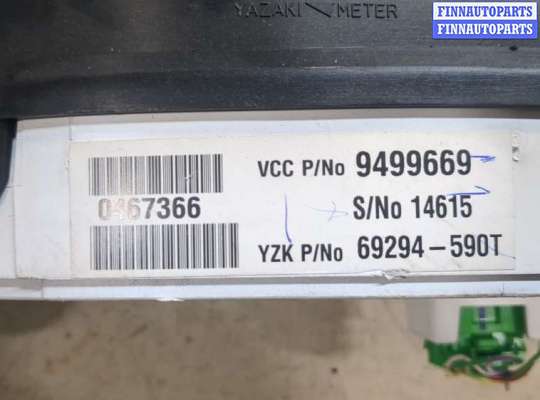 YAZAKI METER
FINNAUTOPARTS
FINNAUTOPARTS
VCC P/No 9499669
0467366
S/No 14615
YZK P/No 69294-590T